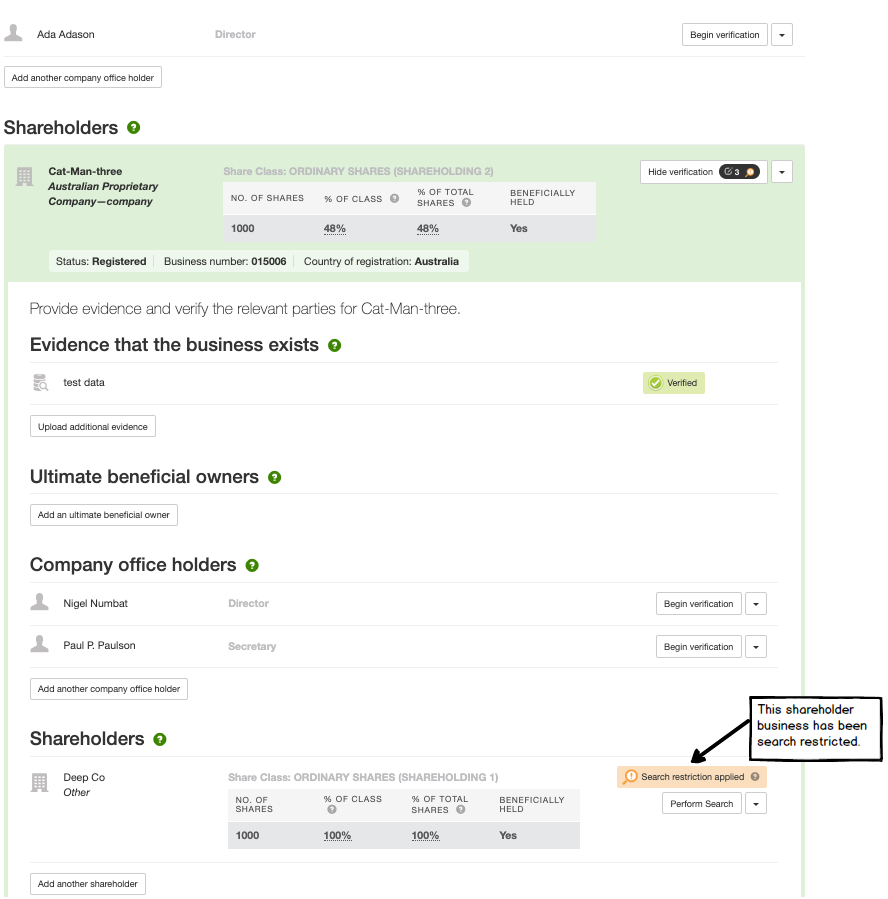 Ada Adason Director Begin verification
Add another company office holder
Shareholders ?
Cat-Man-three Share Class: ORDINARY SHARES (SHAREHOLDING 2) Hide verification 3
Australian Proprietary
Company—company
NO. OF SHARES % OF CLASS ? % OF TOTAL SHARES ? BENEFICIALLY HELD
1000 48% 48% Yes
Status: Registered Business number: 015006 Country of registration: Australia
Provide evidence and verify the relevant parties for Cat-Man-three.
Evidence that the business exists ?
test data Verified
Upload additional evidence
Ultimate beneficial owners ?
Add an ultimate beneficial owner
Company office holders ?
Nigel Numbat Director Begin verification
Paul P. Paulson Secretary Begin verification
Add another company office holder
This shareholder
business has been
search restricted.
Shareholders ?
Deep Co Share Class: ORDINARY SHARES (SHAREHOLDING 1) Search restriction applied ?
Other
NO. OF SHARES % OF CLASS ? % OF TOTAL SHARES ? BENEFICIALLY HELD
Perform Search
1000 100% 100% Yes
Add another shareholder